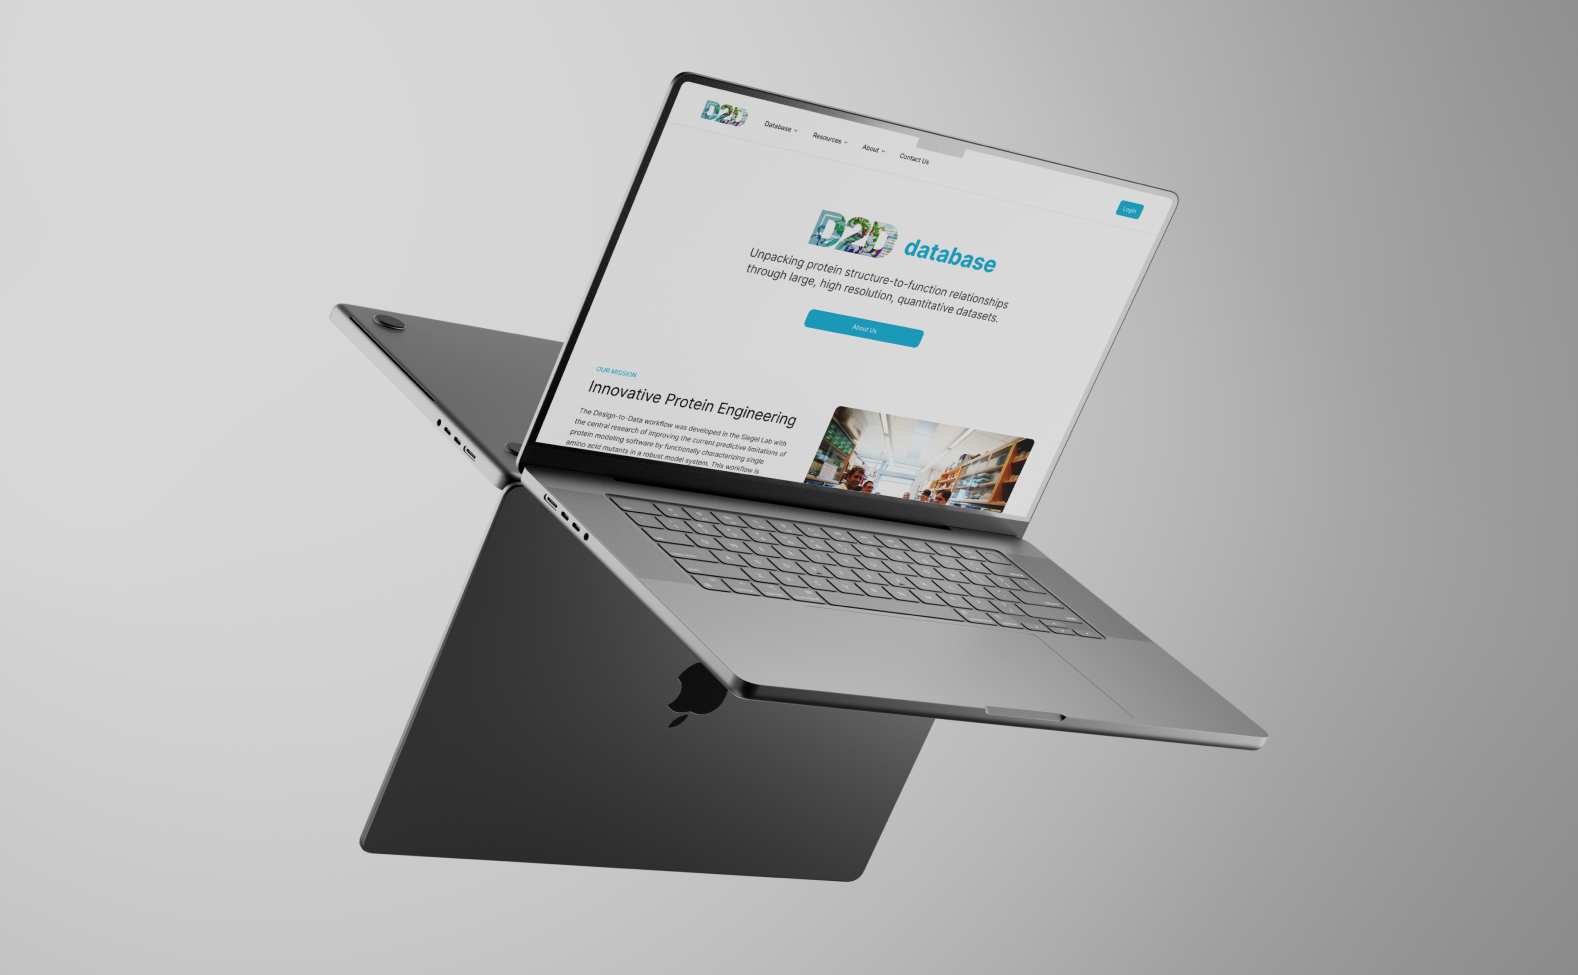 D2D
Database
Resources
About
Contact Us
Login
D2D database
Unpacking protein structure-to-function relationships
through large, high resolution, quantitative datasets.
About Us
OUR MISSION
Innovative Protein Engineering
The Design-to-Data workflow was developed in the Siegel Lab with
the central research of improving the current predictive limitations of
protein modeling software by functionally characterizing single
amino acid mutants in a robust model system. This workflow is